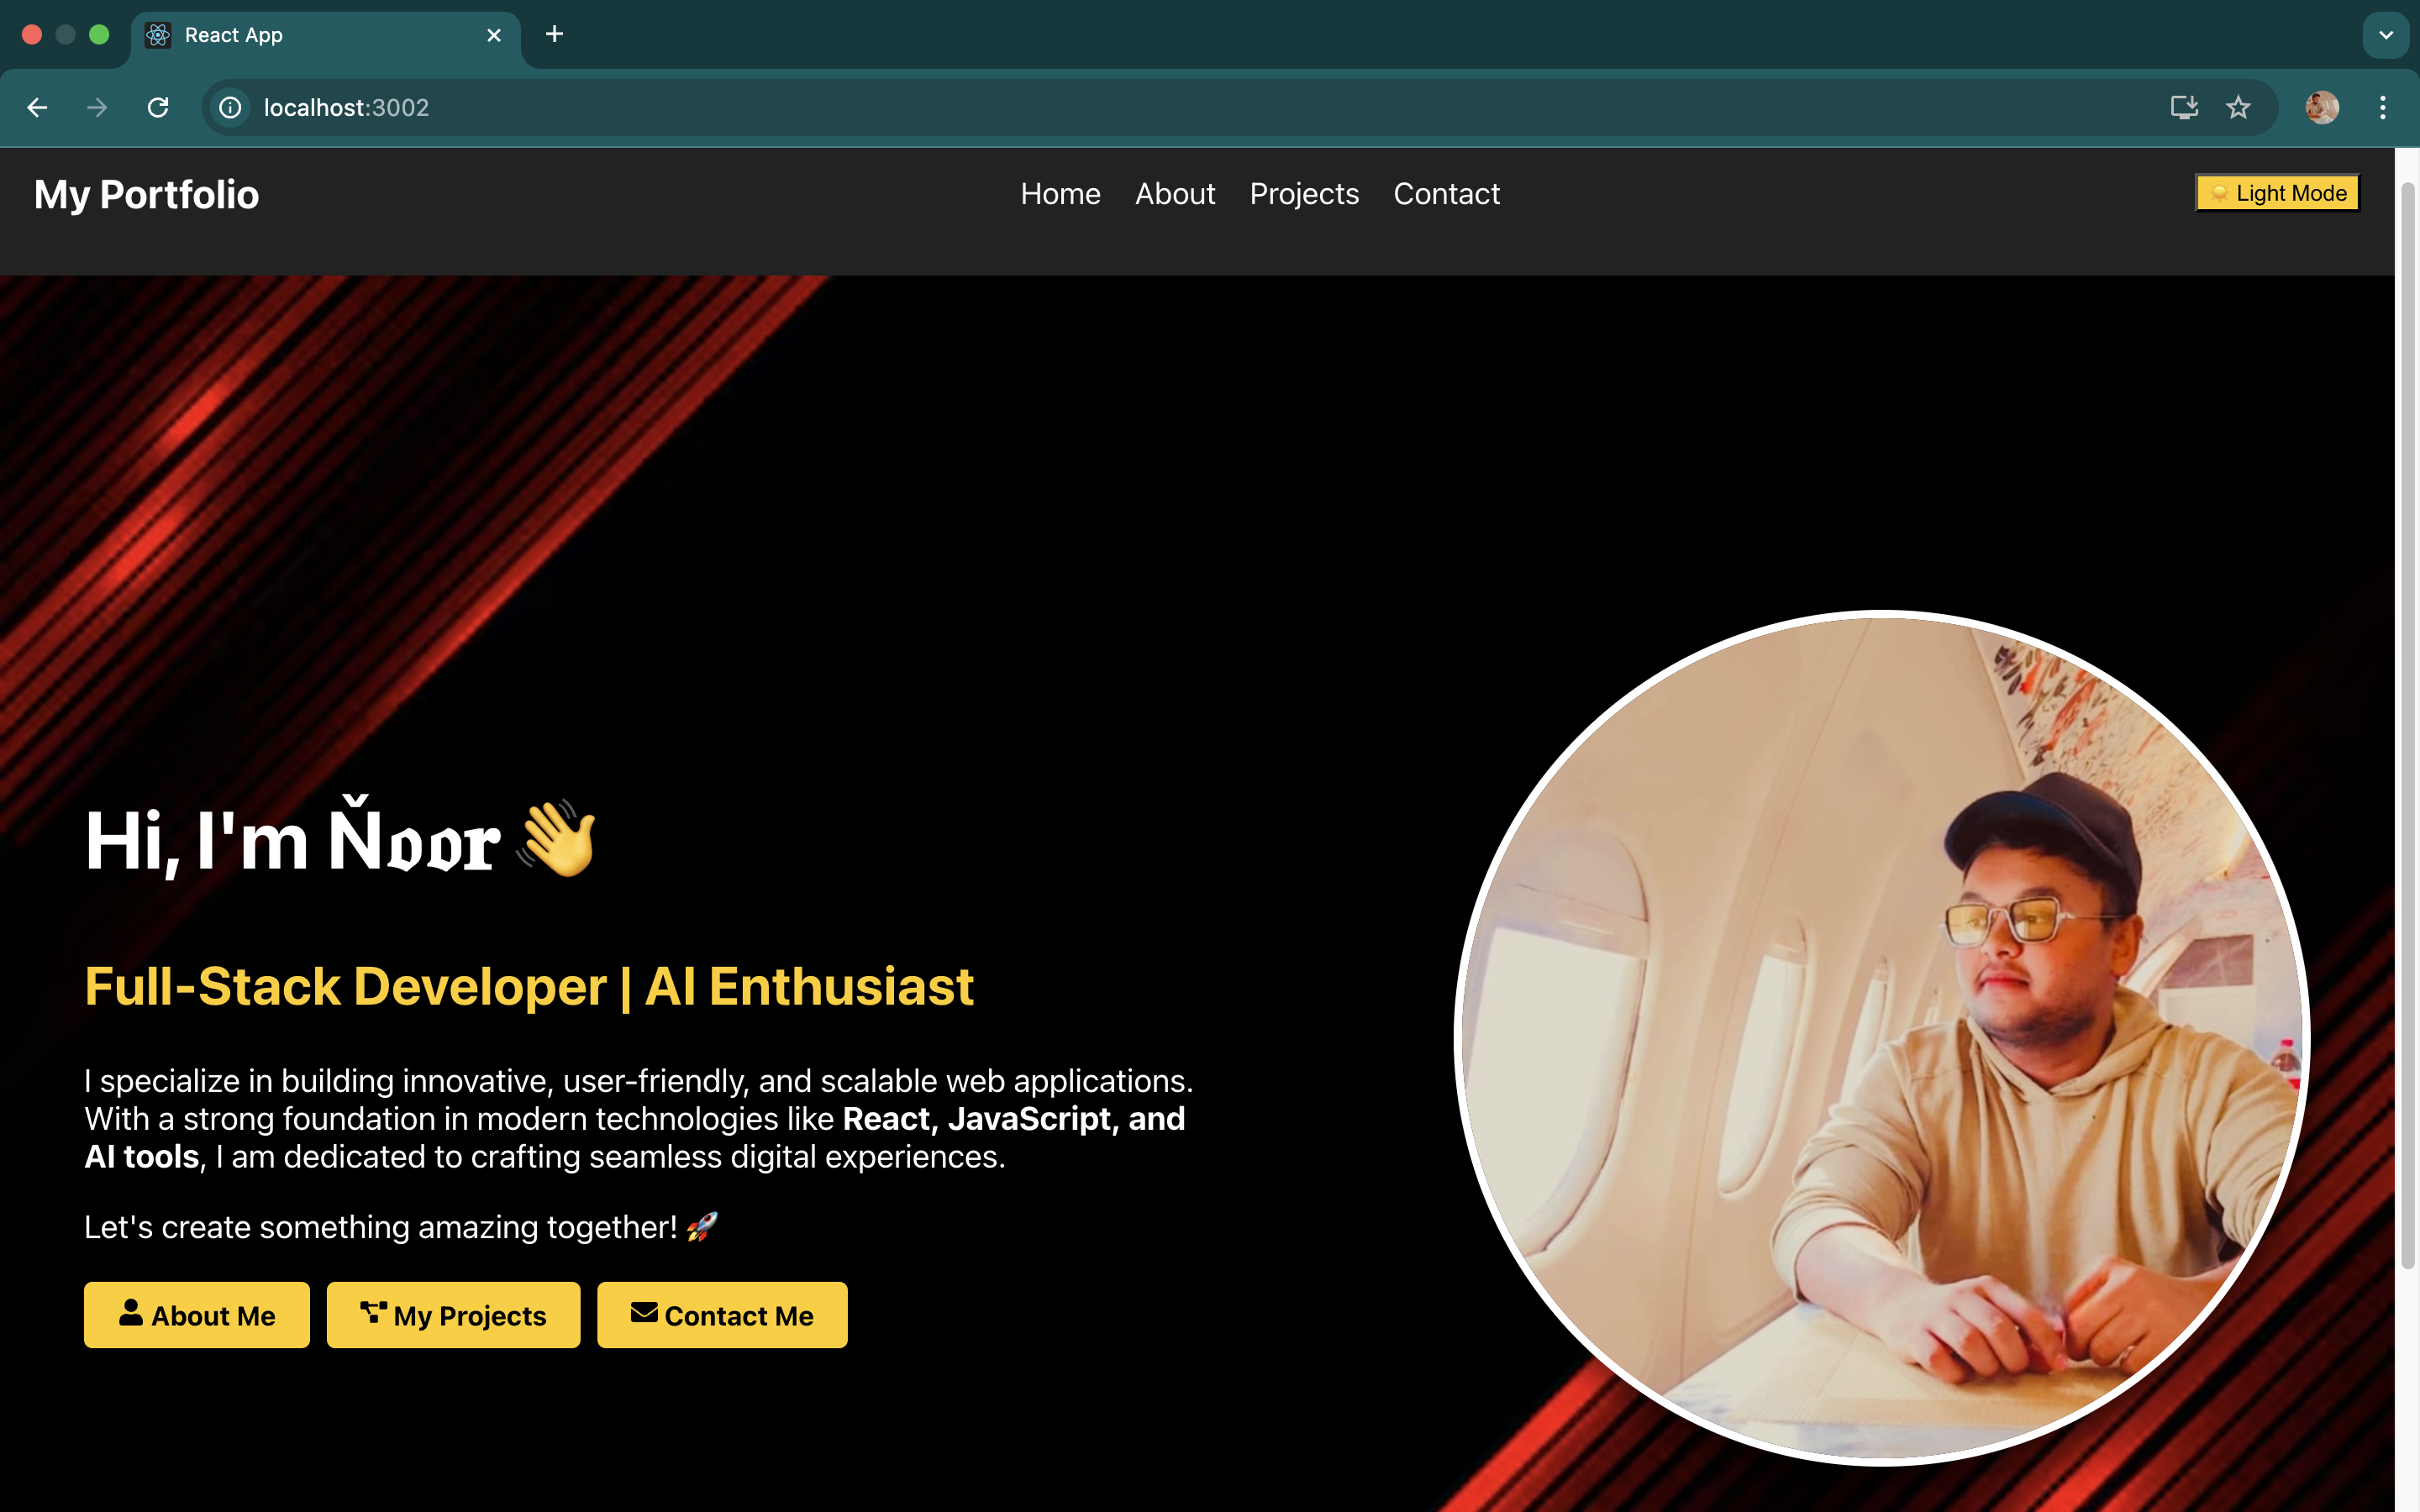 React App
localhost:3002
My Portfolio
Home About Projects Contact
☀️ Light Mode
Hi, I'm Ň𝖔𝖔𝖗 👋
Full-Stack Developer | AI Enthusiast
I specialize in building innovative, user-friendly, and scalable web applications.
With a strong foundation in modern technologies like React, JavaScript, and
AI tools, I am dedicated to crafting seamless digital experiences.
Let's create something amazing together! 🚀
About Me My Projects Contact Me